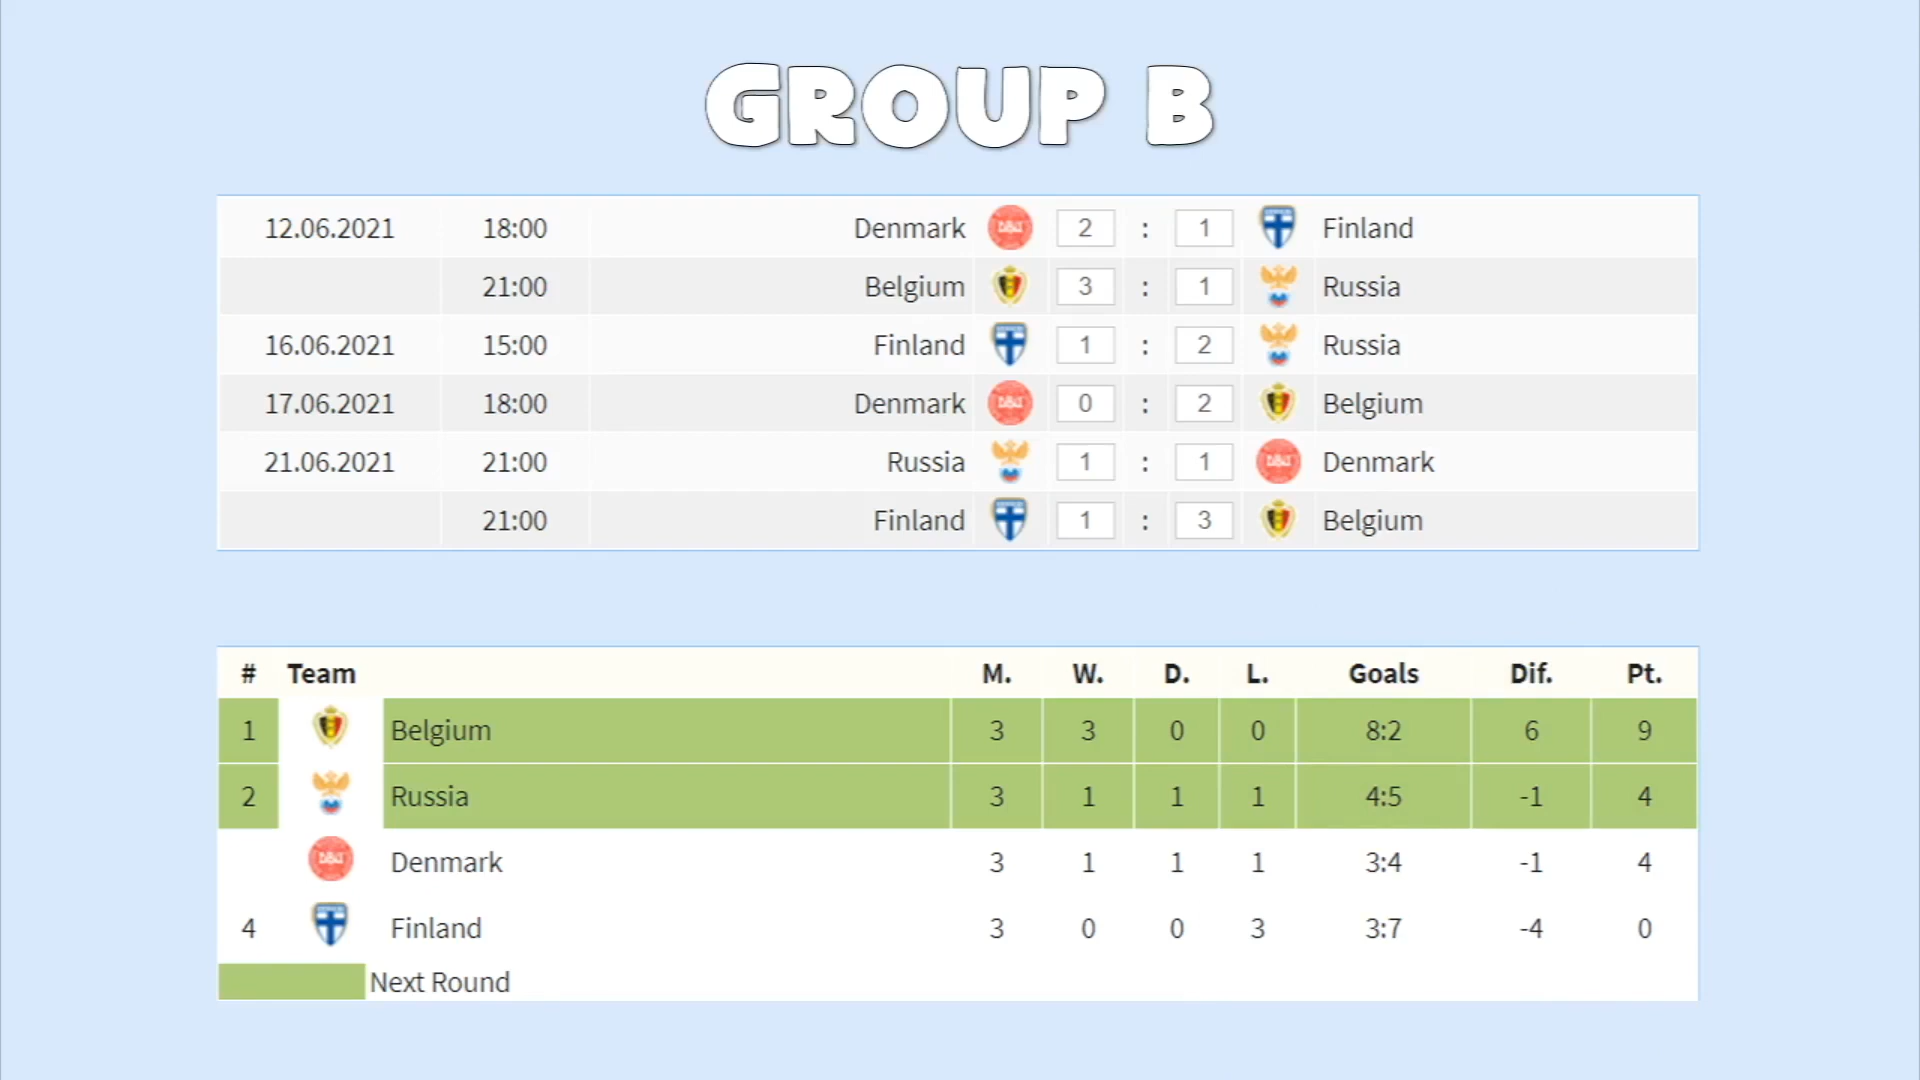 GROUP B
12.06.2021 18:00 Denmark 2 : 1 Finland
21:00 Belgium 3 : 1 Russia
16.06.2021 15:00 Finland 1 : 2 Russia
17.06.2021 18:00 Denmark 0 : 2 Belgium
21.06.2021 21:00 Russia 1 : 1 Denmark
21:00 Finland 1 : 3 Belgium
# Team M. W. D. L. Goals Dif. Pt.
1 Belgium 3 3 0 0 8:2 6 9
2 Russia 3 1 1 1 4:5 -1 4
Denmark 3 1 1 1 3:4 -1 4
4 Finland 3 0 0 3 3:7 -4 0
Next Round